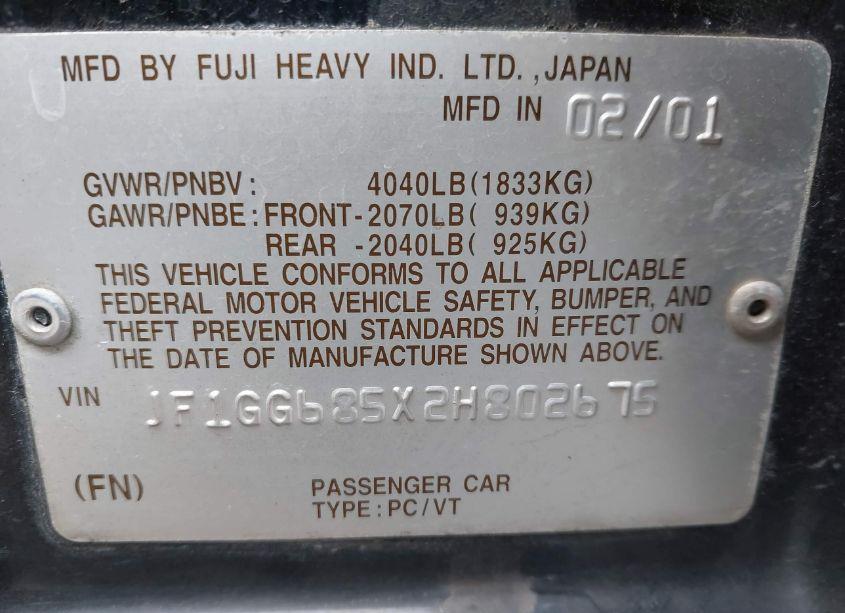 MFD BY FUJI HEAVY IND. LTD.,JAPAN
MFD IN 02/01
GVWR/PNBV: 4040LB(1833KG)
GAWR/PNBE:FRONT-2070LB( 939KG)
REAR -2040LB( 925KG)
THIS VEHICLE CONFORMS TO ALL APPLICABLE
FEDERAL MOTOR VEHICLE SAFETY, BUMPER, AND
THEFT PREVENTION STANDARDS IN EFFECT ON
THE DATE OF MANUFACTURE SHOWN ABOVE.
VIN JF1GG685X2H802675
(FN) PASSENGER CAR
TYPE:PC/VT